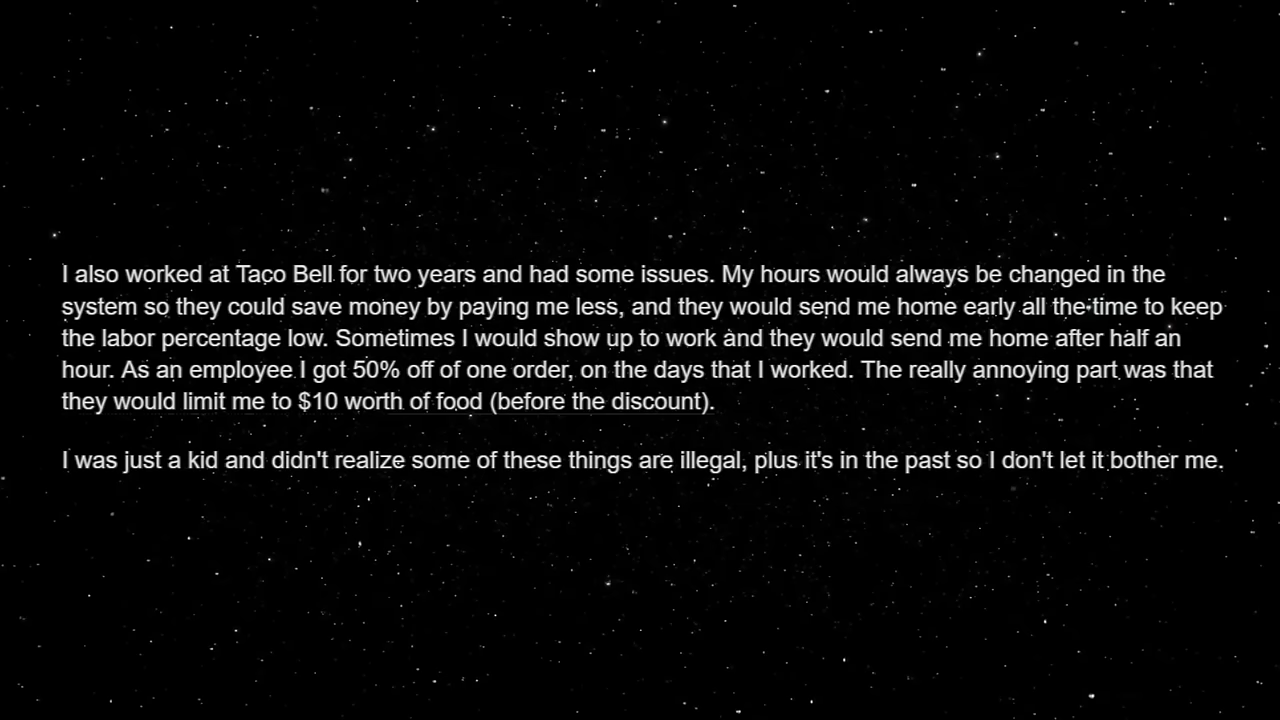 I also worked at Taco Bell for two years and had some issues. My hours would always be changed in the
system so they could save money by paying me less, and they would send me home early all the time to keep
the labor percentage low. Sometimes I would show up to work and they would send me home after half an
hour. As an employee I got 50% off of one order, on the days that I worked. The really annoying part was that
they would limit me to $10 worth of food (before the discount).
I was just a kid and didn't realize some of these things are illegal, plus it's in the past so I don't let it bother me.